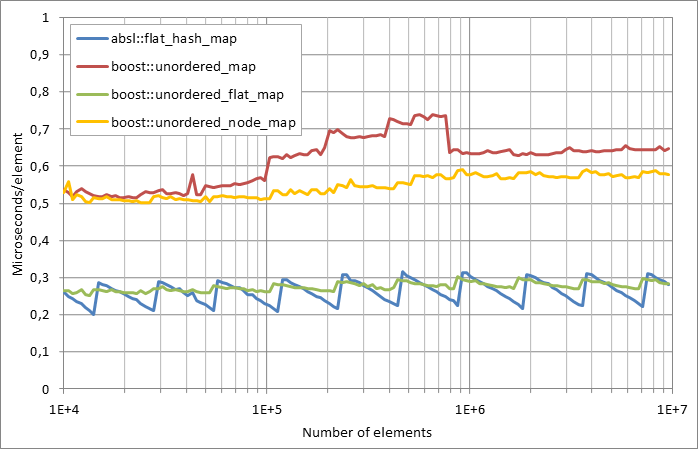 1
0,9
0,8
0,7
0,6
0,5
0,4
0,3
0,2
0,1
0
Microseconds/element
absl::flat_hash_map
boost::unordered_map
boost::unordered_flat_map
boost::unordered_node_map
1E+4 1E+5 1E+6 1E+7
Number of elements